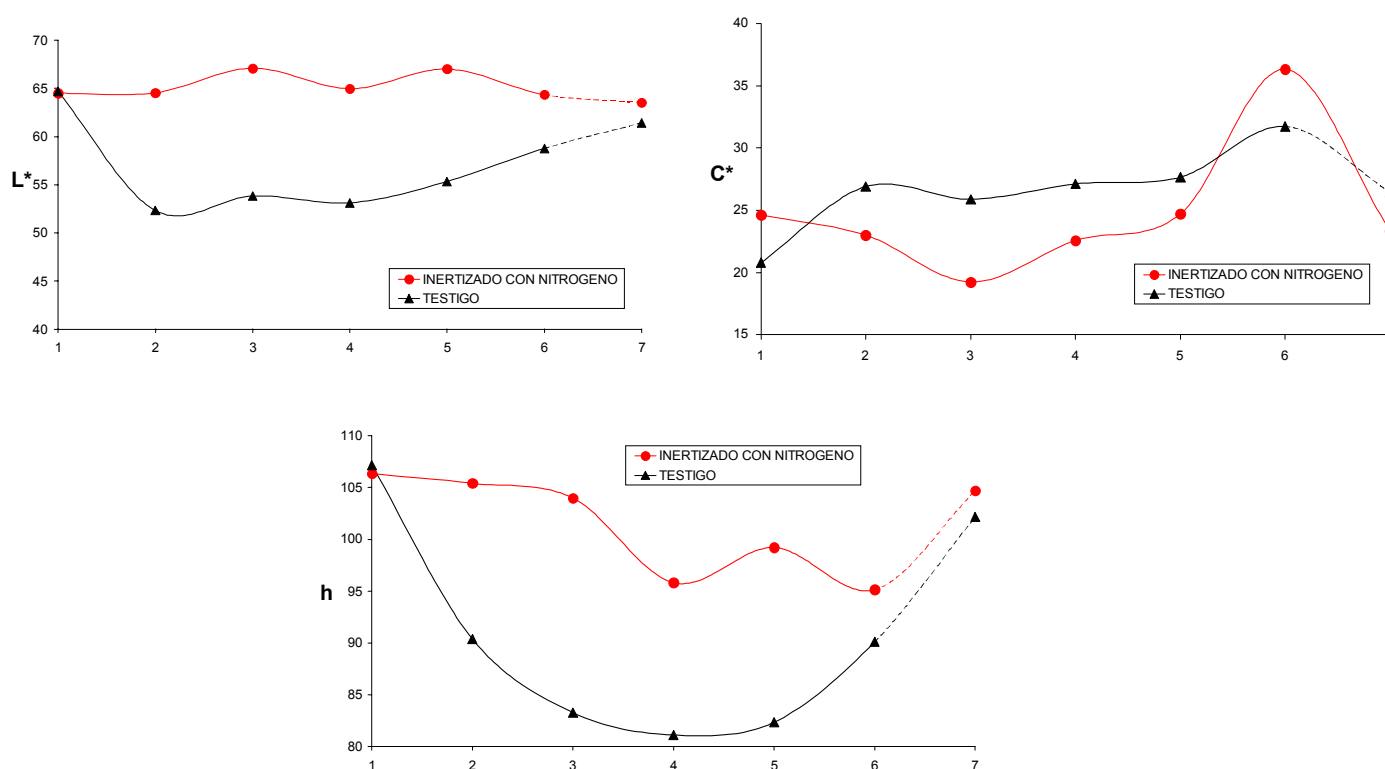 70
65
60
55
50
45
40
L*
INERTIZADO CON NITROGENO
TESTIGO
1 2 3 4 5 6 7
40
35
30
25
20
15
C*
INERTIZADO CON NITROGENO
TESTIGO
1 2 3 4 5 6
110
105
100
95
90
85
80
h
INERTIZADO CON NITROGENO
TESTIGO
1 2 3 4 5 6 7